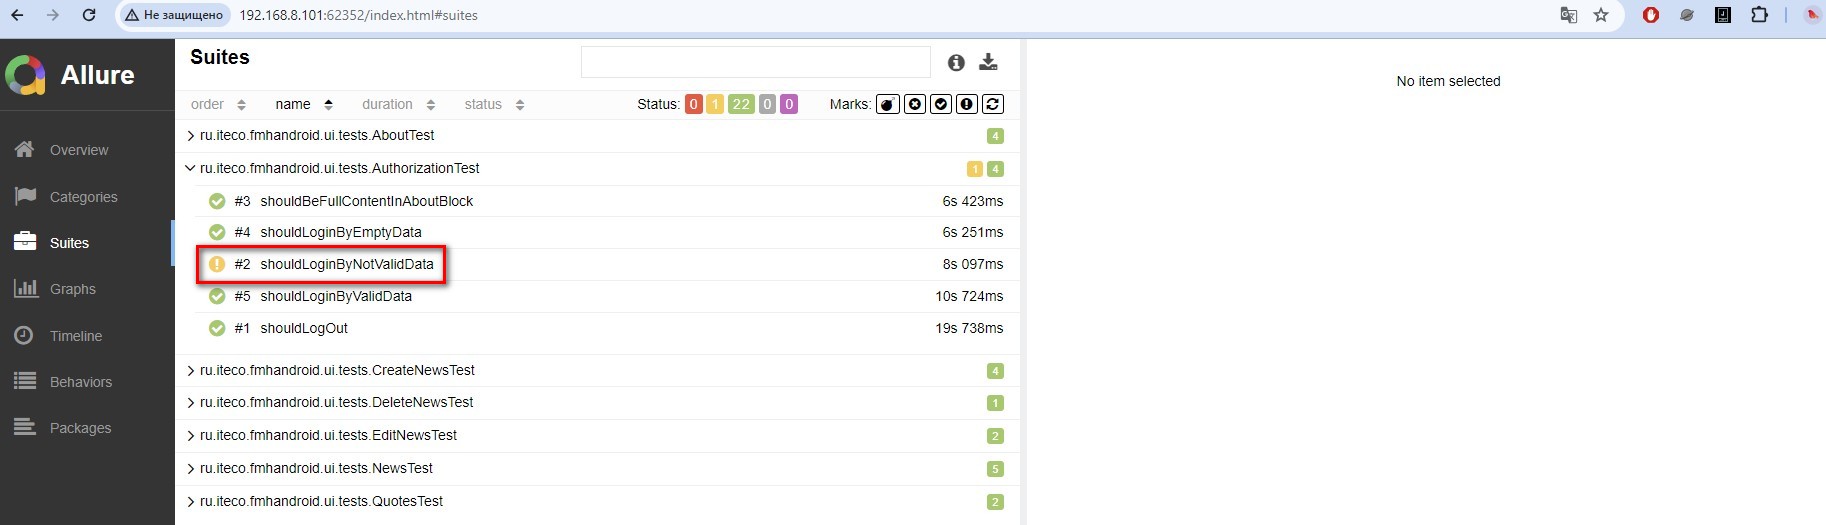 Не защищено 192.168.8.101:62352/index.html#suites
Allure
Overview
Categories
Suites
Graphs
Timeline
Behaviors
Packages
Suites
order name duration status Status: 0 1 22 0 0 Marks:
ru.iteco.fmhandroid.ui.tests.AboutTest 4
ru.iteco.fmhandroid.ui.tests.AuthorizationTest 1 4
#3 shouldBeFullContentInAboutBlock 6s 423ms
#4 shouldLoginByEmptyData 6s 251ms
#2 shouldLoginByNotValidData 8s 097ms
#5 shouldLoginByValidData 10s 724ms
#1 shouldLogOut 19s 738ms
ru.iteco.fmhandroid.ui.tests.CreateNewsTest 4
ru.iteco.fmhandroid.ui.tests.DeleteNewsTest 1
ru.iteco.fmhandroid.ui.tests.EditNewsTest 2
ru.iteco.fmhandroid.ui.tests.NewsTest 5
ru.iteco.fmhandroid.ui.tests.QuotesTest 2
No item selected